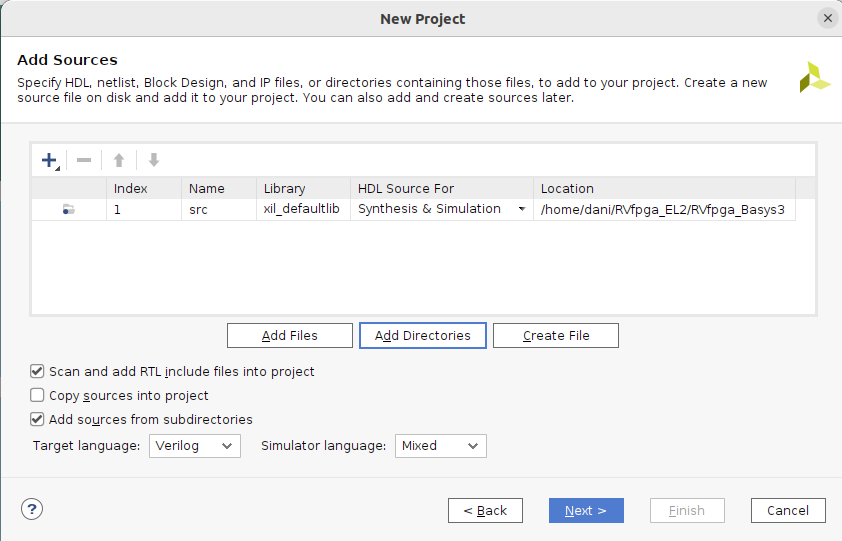 New Project
Add Sources
Specify HDL, netlist, Block Design, and IP files, or directories containing those files, to add to your project. Create a new
source file on disk and add it to your project. You can also add and create sources later.
Index Name Library HDL Source For Location
1 src xil_defaultlib Synthesis & Simulation /home/dani/RVfpga_EL2/RVfpga_Basys3
Add Files Add Directories Create File
Scan and add RTL include files into project
Copy sources into project
Add sources from subdirectories
Target language: Verilog Simulator language: Mixed
? < Back Next > Finish Cancel